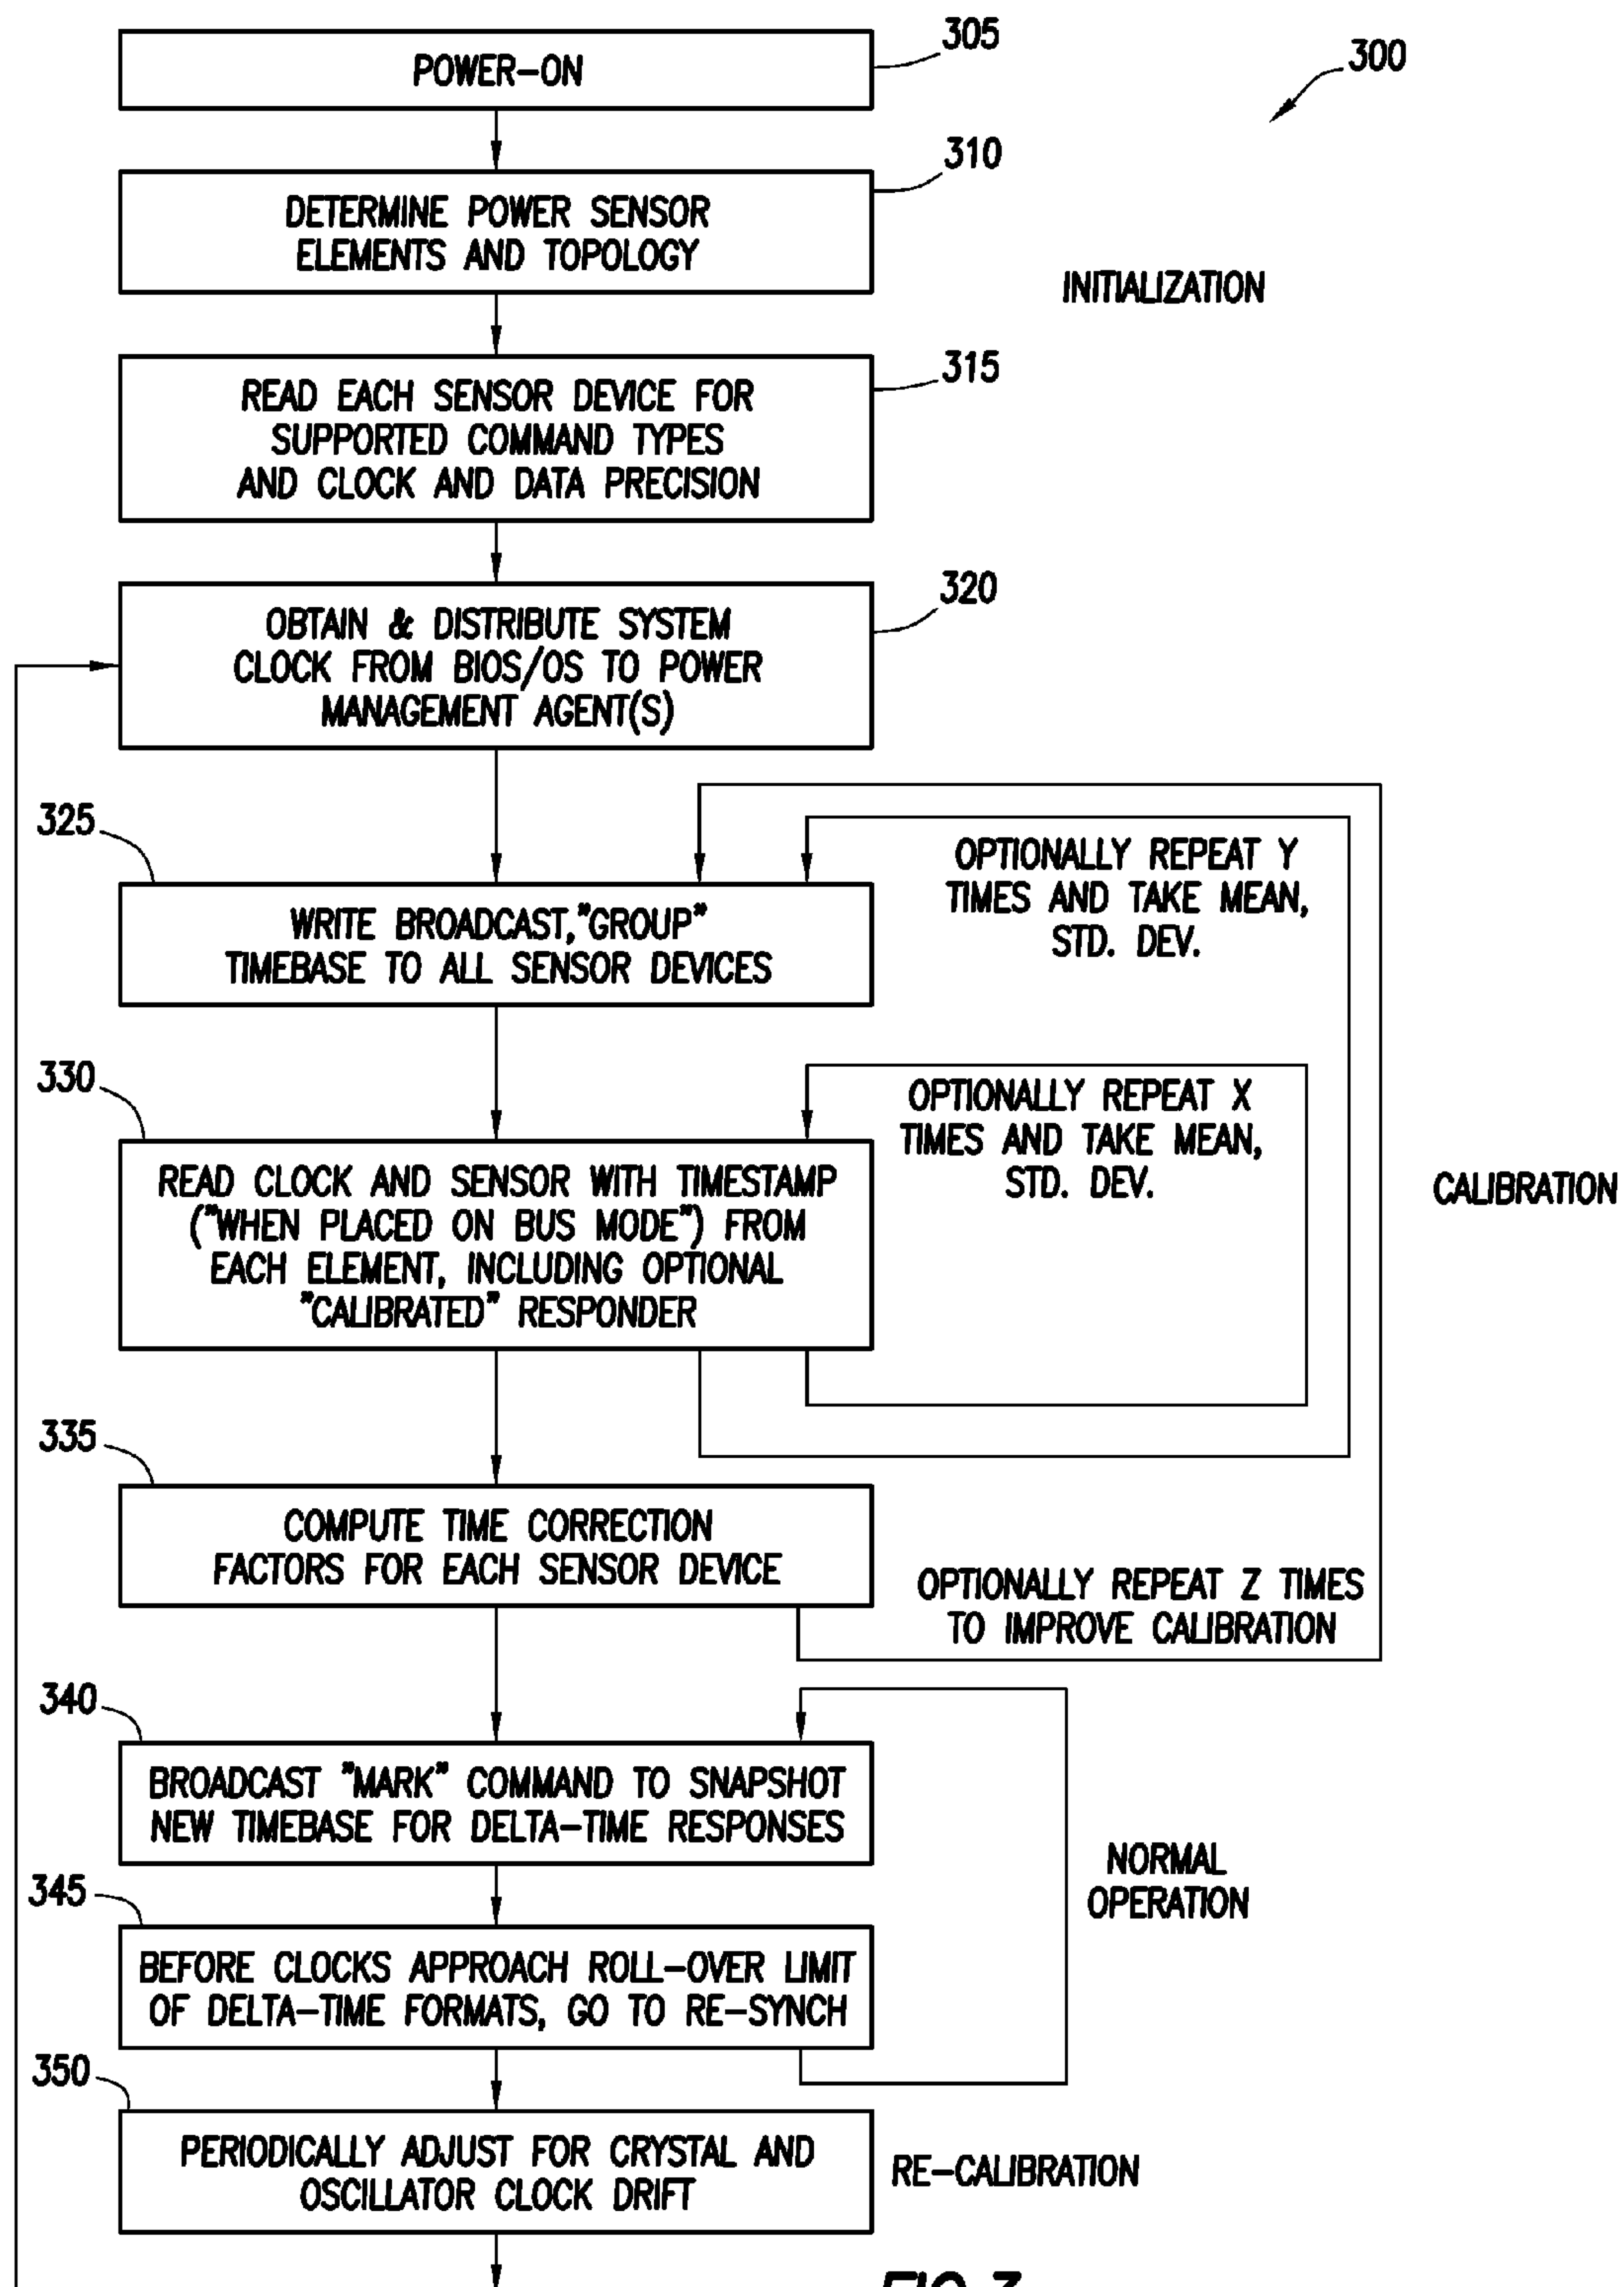 305
POWER-ON
300
310
DETERMINE POWER SENSOR
ELEMENTS AND TOPOLOGY
INITIALIZATION
315
READ EACH SENSOR DEVICE FOR
SUPPORTED COMMAND TYPES
AND CLOCK AND DATA PRECISION
320
OBTAIN & DISTRIBUTE SYSTEM
CLOCK FROM BIOS/OS TO POWER
MANAGEMENT AGENT(S)
325
WRITE BROADCAST,"GROUP"
TIMEBASE TO ALL SENSOR DEVICES
OPTIONALLY REPEAT Y
TIMES AND TAKE MEAN,
STD. DEV.
330
READ CLOCK AND SENSOR WITH TIMESTAMP
("WHEN PLACED ON BUS MODE") FROM
EACH ELEMENT, INCLUDING OPTIONAL
"CALIBRATED" RESPONDER
OPTIONALLY REPEAT X
TIMES AND TAKE MEAN,
STD. DEV.
CALIBRATION
335
COMPUTE TIME CORRECTION
FACTORS FOR EACH SENSOR DEVICE
OPTIONALLY REPEAT Z TIMES
TO IMPROVE CALIBRATION
340
BROADCAST "MARK" COMMAND TO SNAPSHOT
NEW TIMEBASE FOR DELTA-TIME RESPONSES
NORMAL
OPERATION
345
BEFORE CLOCKS APPROACH ROLL-OVER LIMIT
OF DELTA-TIME FORMATS, GO TO RE-SYNCH
350
PERIODICALLY ADJUST FOR CRYSTAL AND
OSCILLATOR CLOCK DRIFT
RE-CALIBRATION
FIG.3